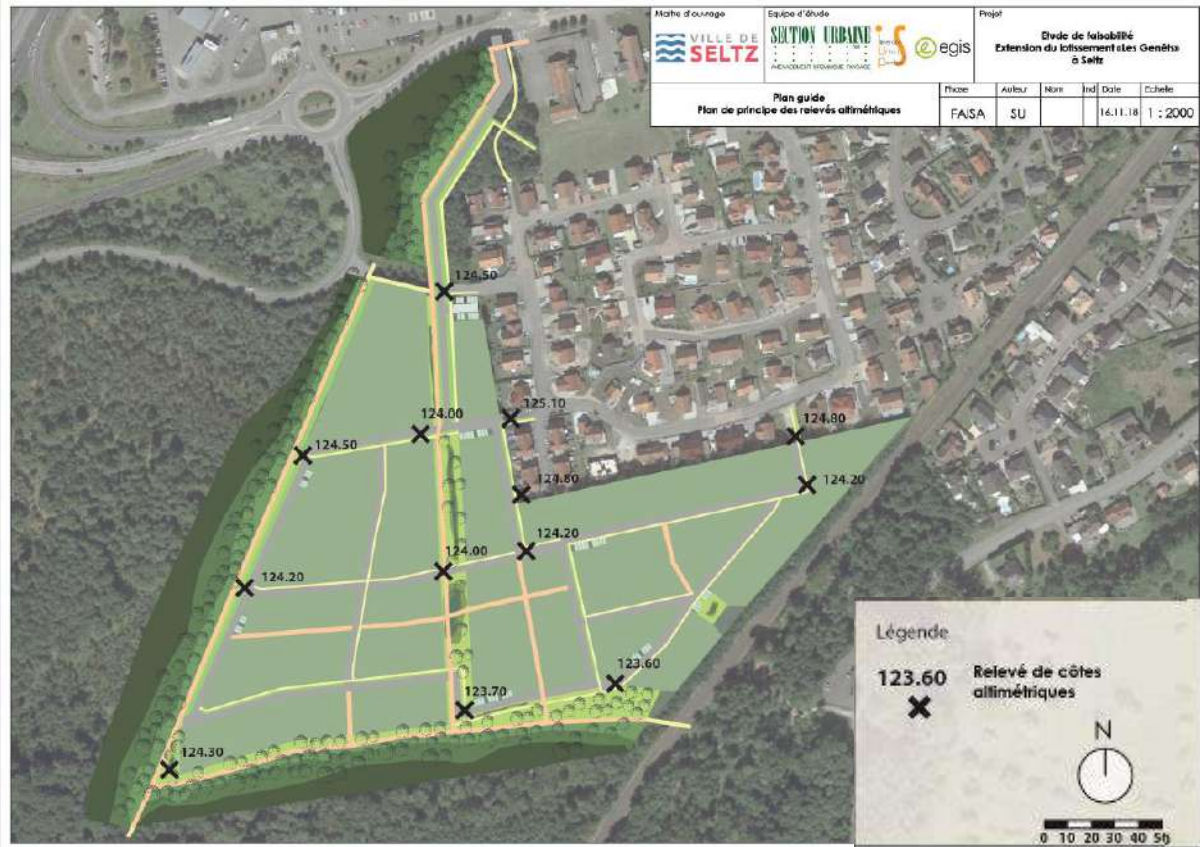 Maître d'ouvrage
VILLE DE
SELTZ
Equipe d'étude
SECTION URBAINE
AMENAGEMENT URBANISME PAYSAGE
egis
Projet
Etude de faisabilité
Extension du lotissement «Les Genêts»
à Seltz
Plan guide
Plan de principe des relevés altimétriques
Phase
Auteur
Nom
Ind
Date
Echelle
FAISA
SU
16.11.18
1 : 2000
124.50
125.10
124.00
124.80
124.50
124.80
124.20
124.20
124.00
124.20
123.60
123.70
124.30
Légende
123.60
Relevé de côtes
altimétriques
N
0 10 20 30 40 50